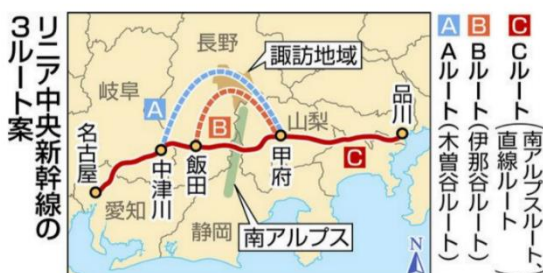 リニア中央新幹線の
3ルート案
長野
諏訪地域
岐阜
A
B
山梨
品川
名古屋
中津川
飯田
甲府
C
愛知
静岡
南アルプス
N
A Aルート(木曽谷ルート)
B Bルート(伊那谷ルート)
C Cルート(南アルプスルート、
直線ルート)